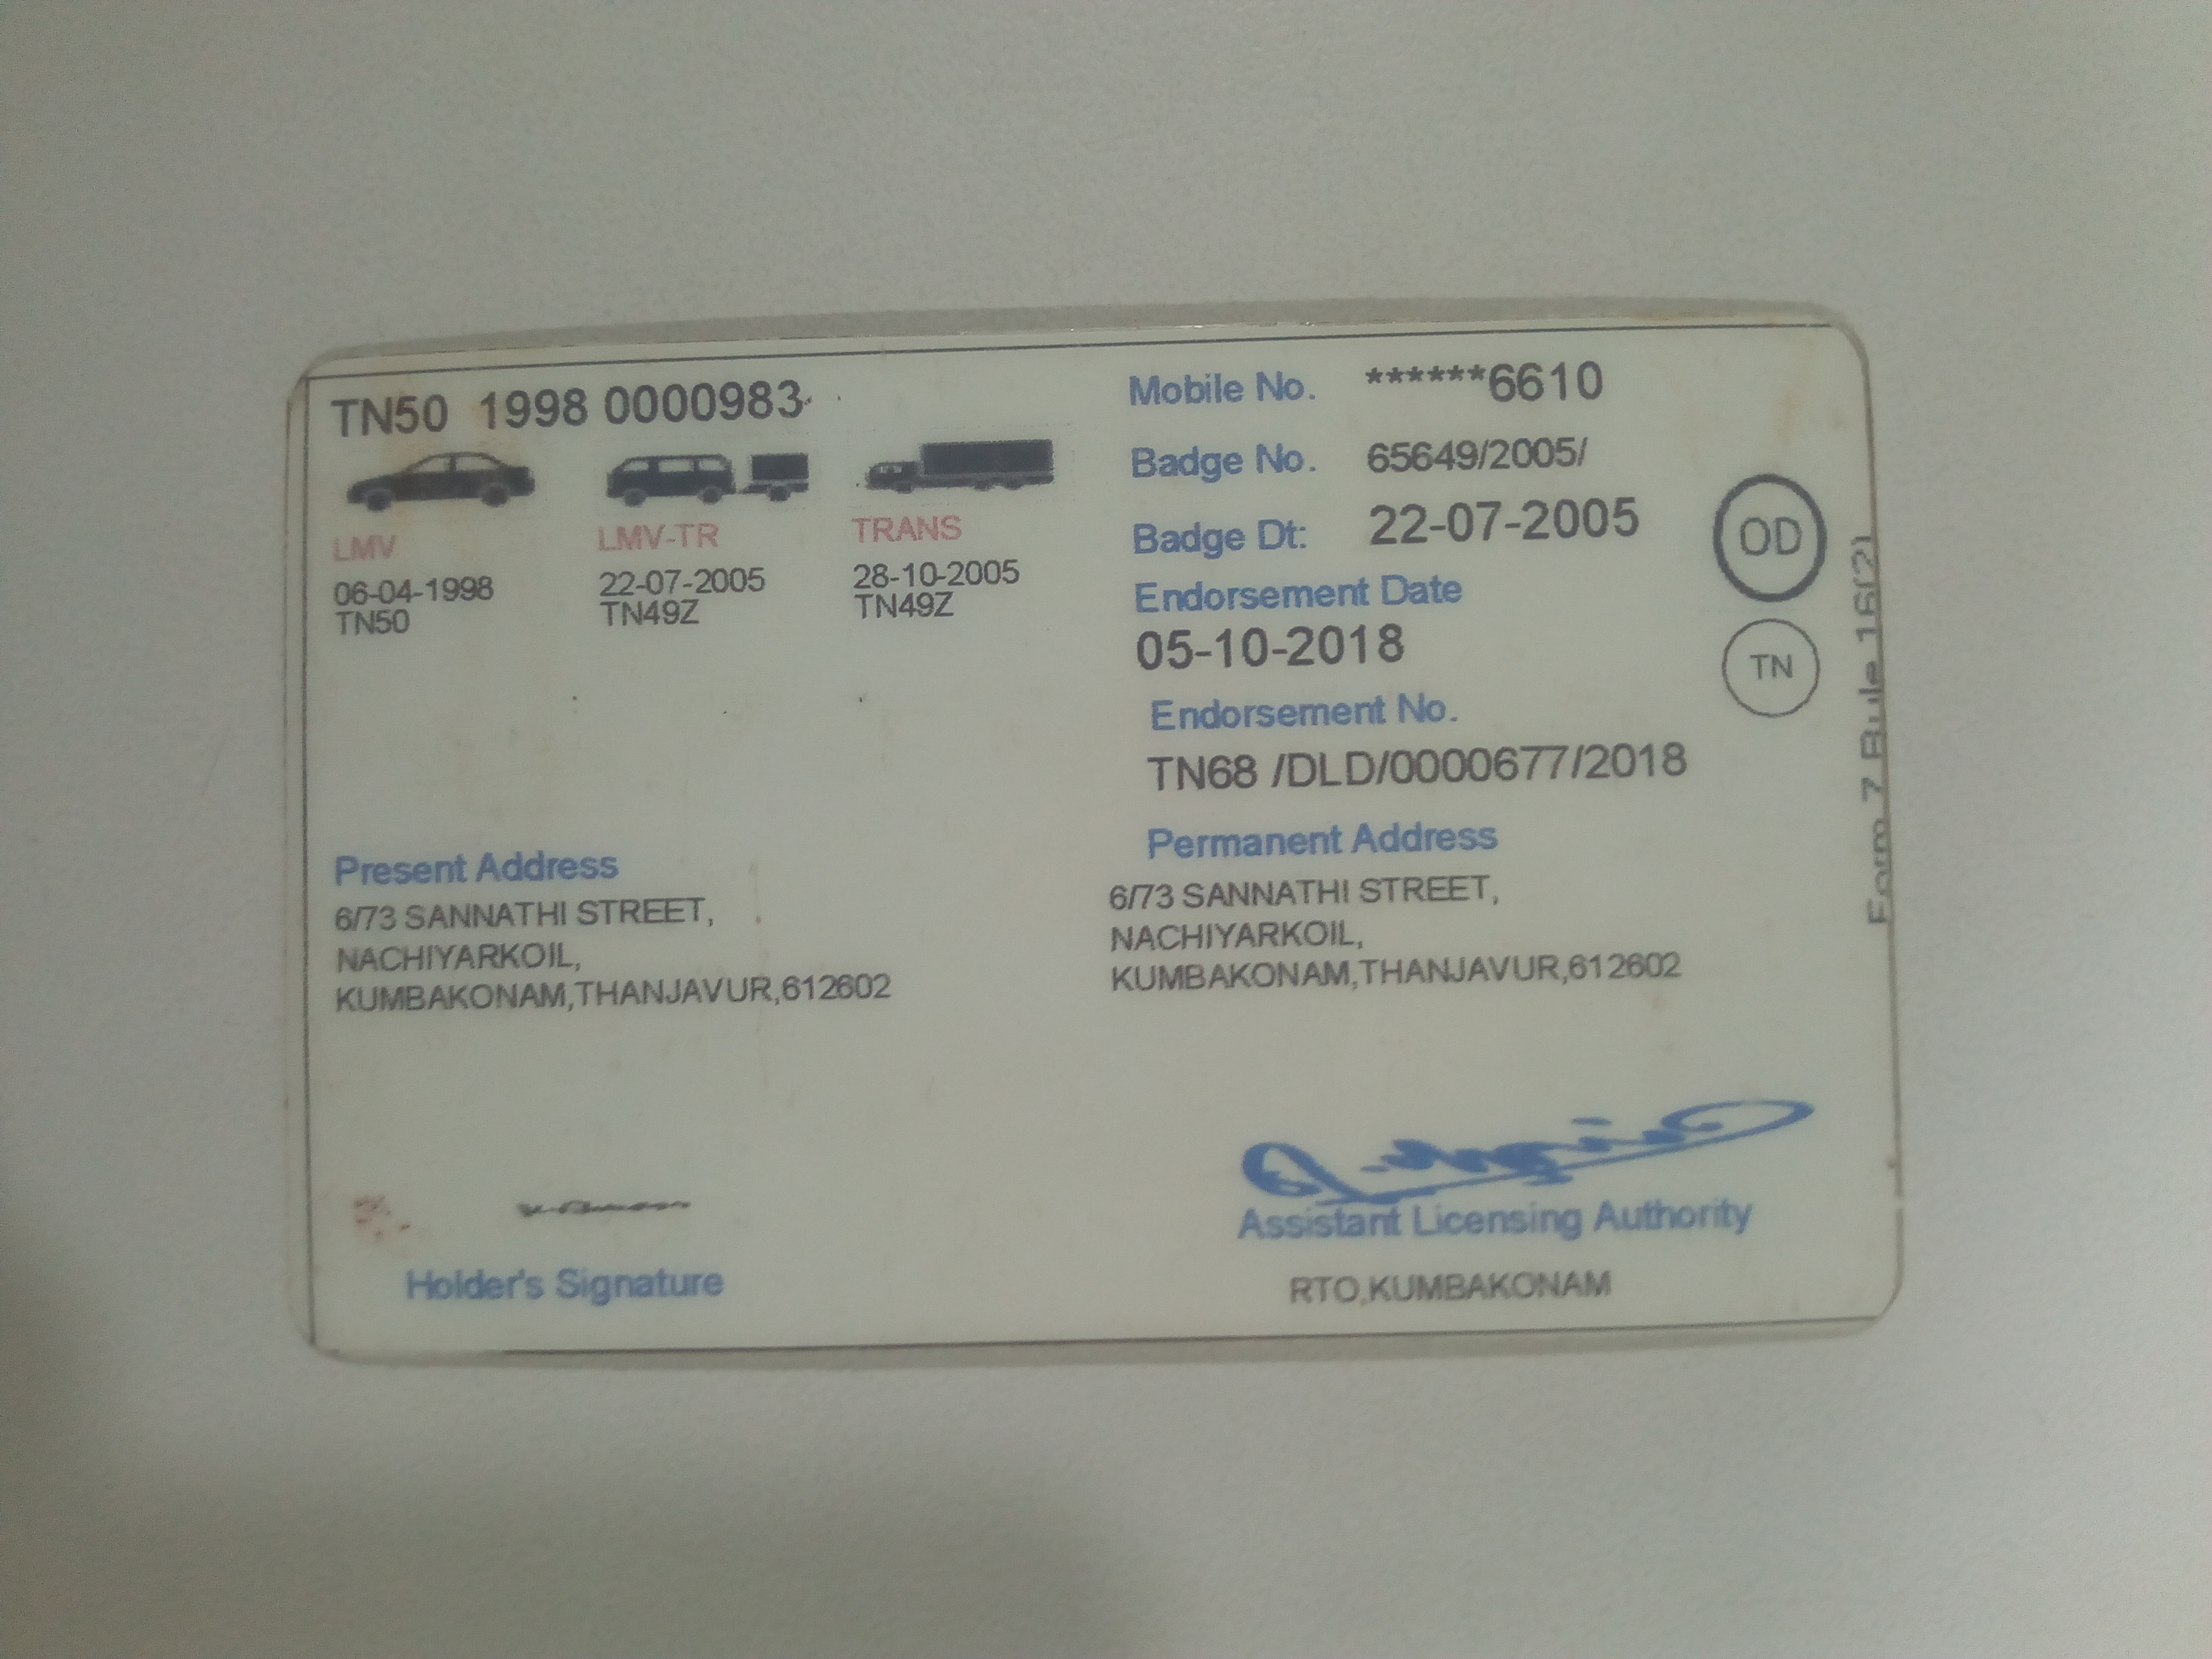 TN50 1998 0000983
LMV
06-04-1998
TN50
LMV-TR
22-07-2005
TN49Z
TRANS
28-10-2005
TN49Z
Mobile No. ******6610
Badge No. 65649/2005/
Badge Dt: 22-07-2005
Endorsement Date
05-10-2018
Endorsement No.
TN68 /DLD/0000677/2018
OD
TN
Form 7 Rule 16(2)
Present Address
6/73 SANNATHI STREET,
NACHIYARKOIL,
KUMBAKONAM,THANJAVUR,612602
Permanent Address
6/73 SANNATHI STREET,
NACHIYARKOIL,
KUMBAKONAM,THANJAVUR,612602
Holder's Signature
Assistant Licensing Authority
RTO,KUMBAKONAM